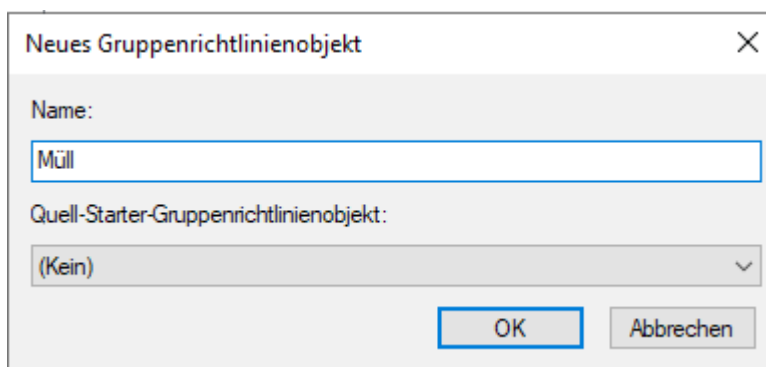 Neues Gruppenrichtlinienobjekt
Name:
Müll
Quell-Starter-Gruppenrichtlinienobjekt:
(Kein)
OK Abbrechen